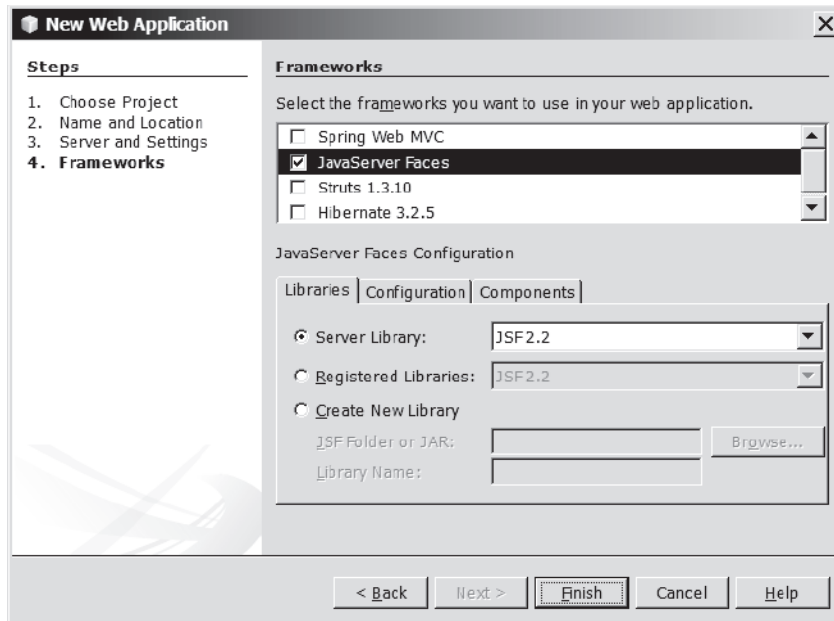 New Web Application
Steps
1. Choose Project
2. Name and Location
3. Server and Settings
4. Frameworks
Frameworks
Select the frameworks you want to use in your web application.
Spring Web MVC
JavaServer Faces
Struts 1.3.10
Hibernate 3.2.5
JavaServer Faces Configuration
Libraries Configuration Components
Server Library: JSF2.2
Registered Libraries: JSF2.2
Create New Library
JSF Folder or JAR: Browse...
Library Name:
< Back Next > Finish Cancel Help